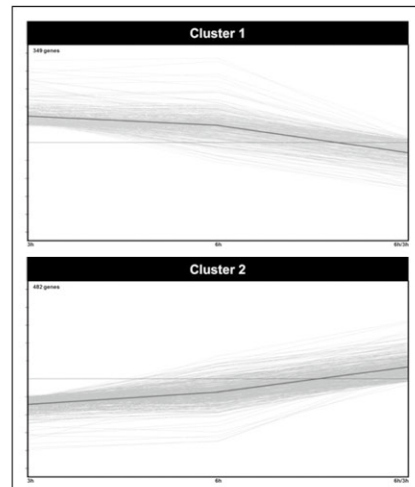 Cluster 1
349 genes
3h 6h 6h/3h
Cluster 2
482 genes
3h 6h 6h/3h